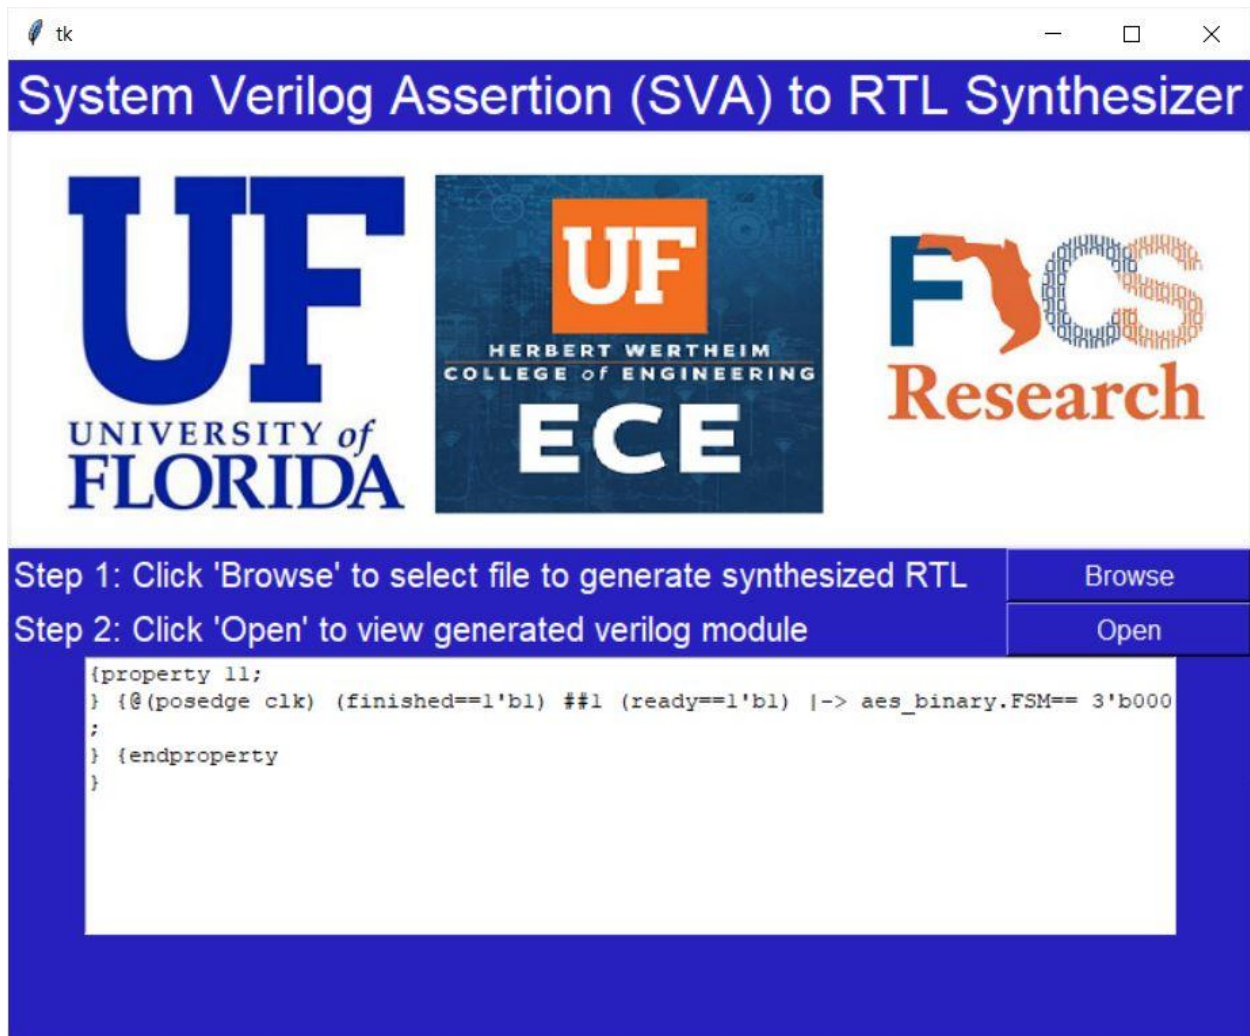 tk
System Verilog Assertion (SVA) to RTL Synthesizer
UF
UNIVERSITY of
FLORIDA
UF
HERBERT WERTHEIM
COLLEGE of ENGINEERING
ECE
FICS
Research
Step 1: Click 'Browse' to select file to generate synthesized RTL
Browse
Step 2: Click 'Open' to view generated verilog module
Open
{property ll;
} {@(posedge clk) (finished==1'b1) ##1 (ready==1'b1) |-> aes_binary.FSM== 3'b000
;
} {endproperty
}